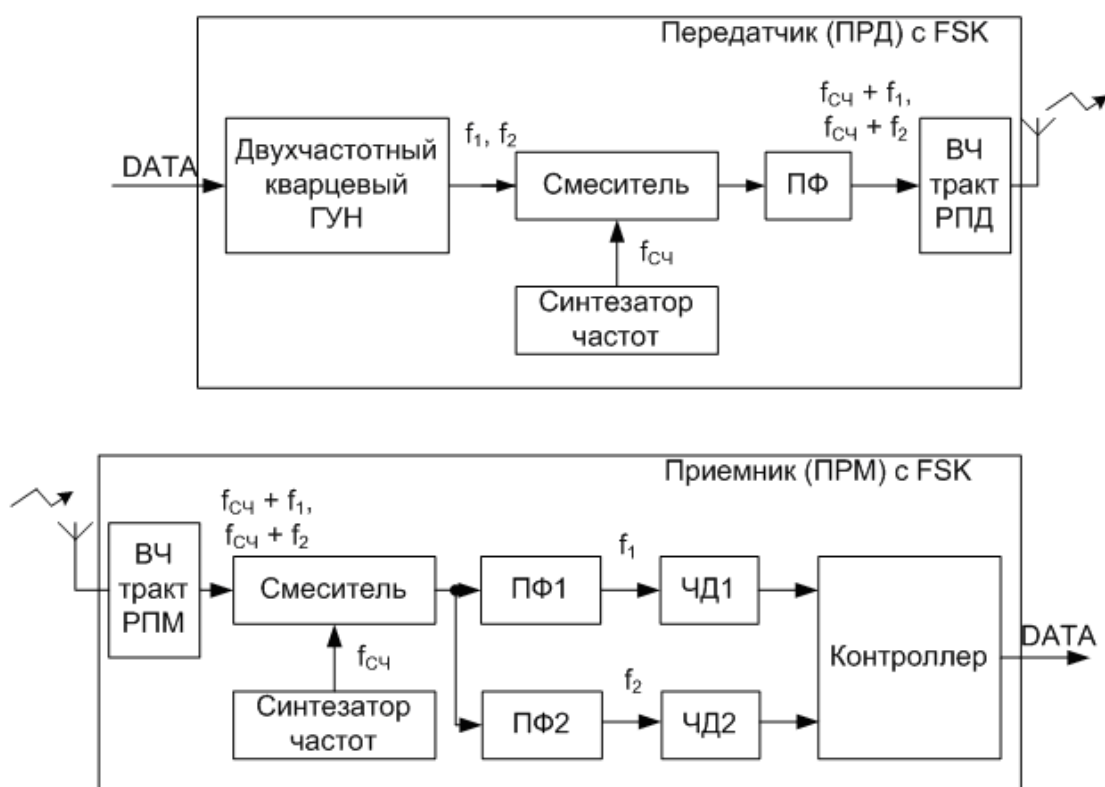 Передатчик (ПРД) с FSK
DATA
Двухчастотный
кварцевый
ГУН
f₁, f₂
Смеситель
fСЧ
Синтезатор
частот
ПФ
fСЧ + f₁,
fСЧ + f₂
ВЧ
тракт
РПД
Приемник (ПРМ) с FSK
ВЧ
тракт
РПМ
fСЧ + f₁,
fСЧ + f₂
Смеситель
fСЧ
Синтезатор
частот
ПФ1
f₁
ЧД1
ПФ2
f₂
ЧД2
Контроллер
DATA